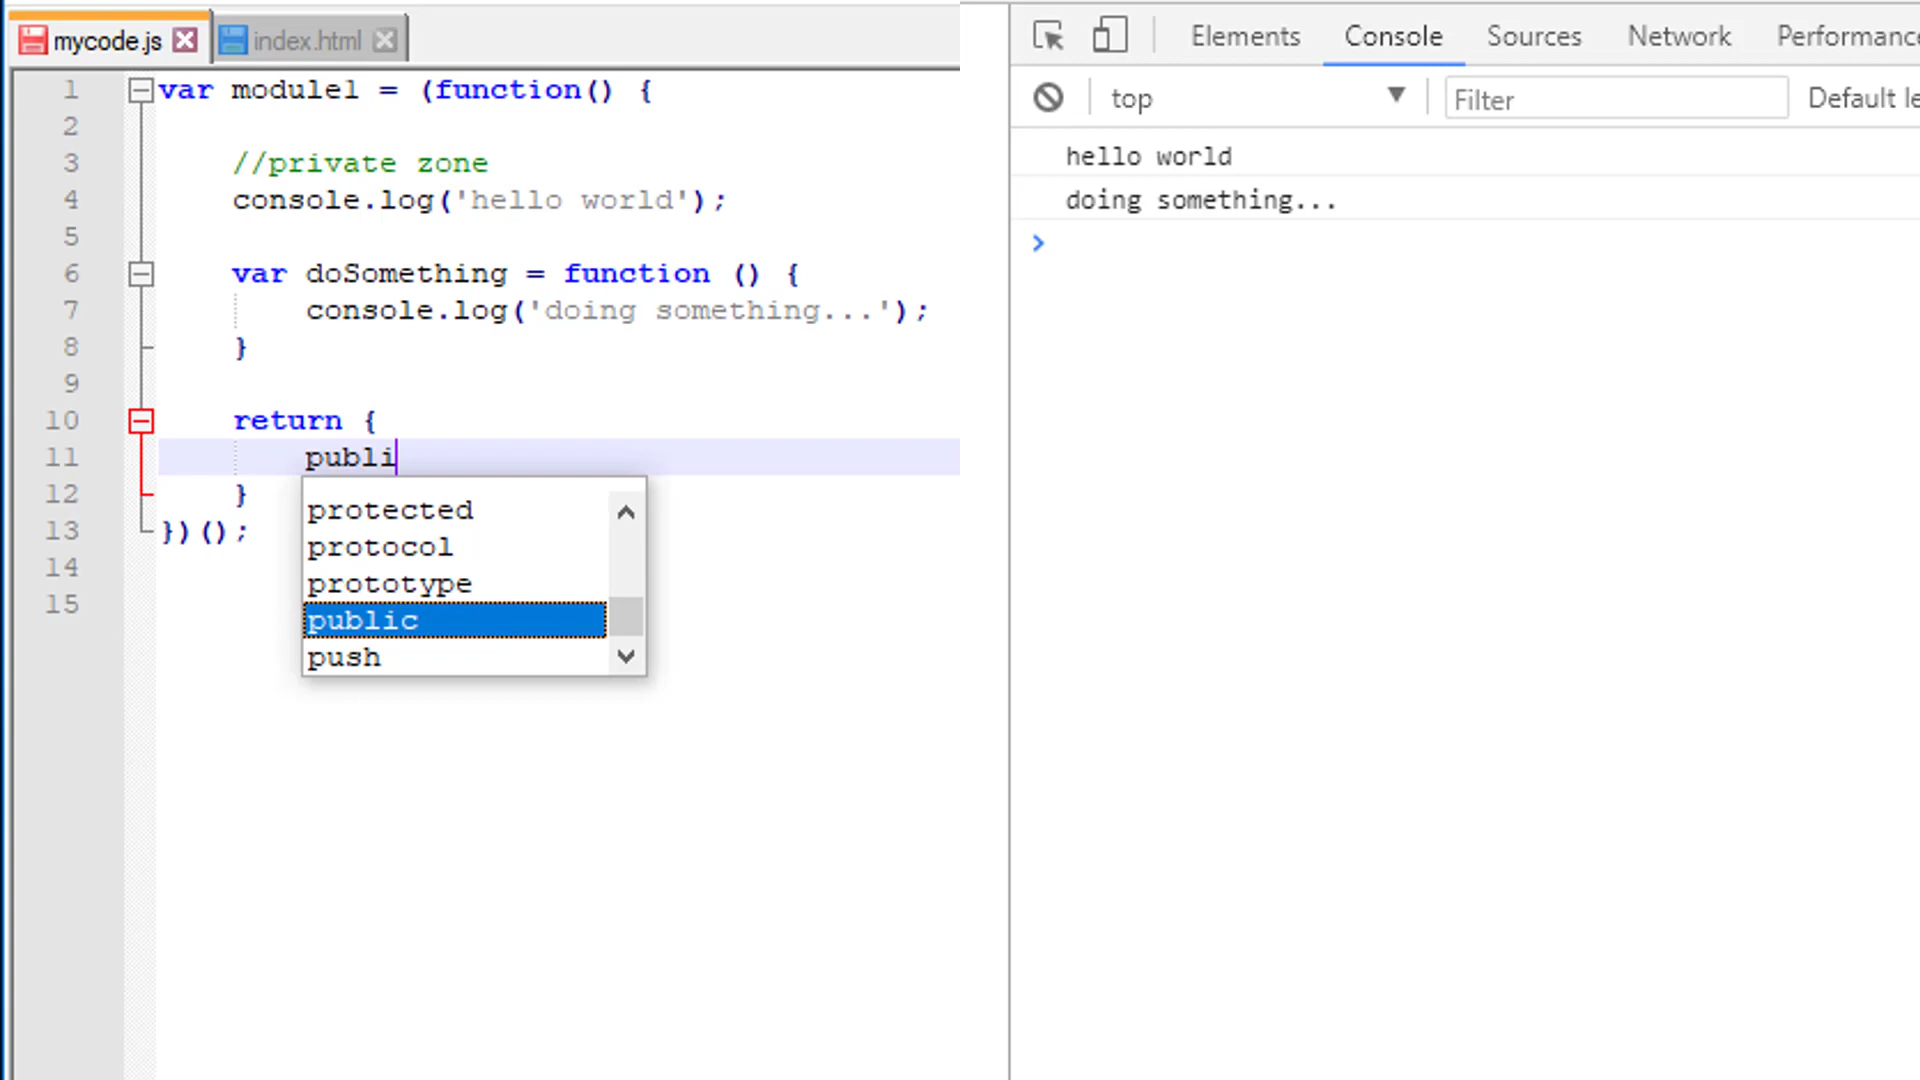 mycode.js index.html
1 var module1 = (function() {
2
3 //private zone
4 console.log('hello world');
5
6 var doSomething = function () {
7 console.log('doing something...');
8 }
9
10 return {
11 publi
12 }
13 })();
14
15
protected
protocol
prototype
public
push
Elements Console Sources Network Performanc
top Filter Default le
hello world
doing something...